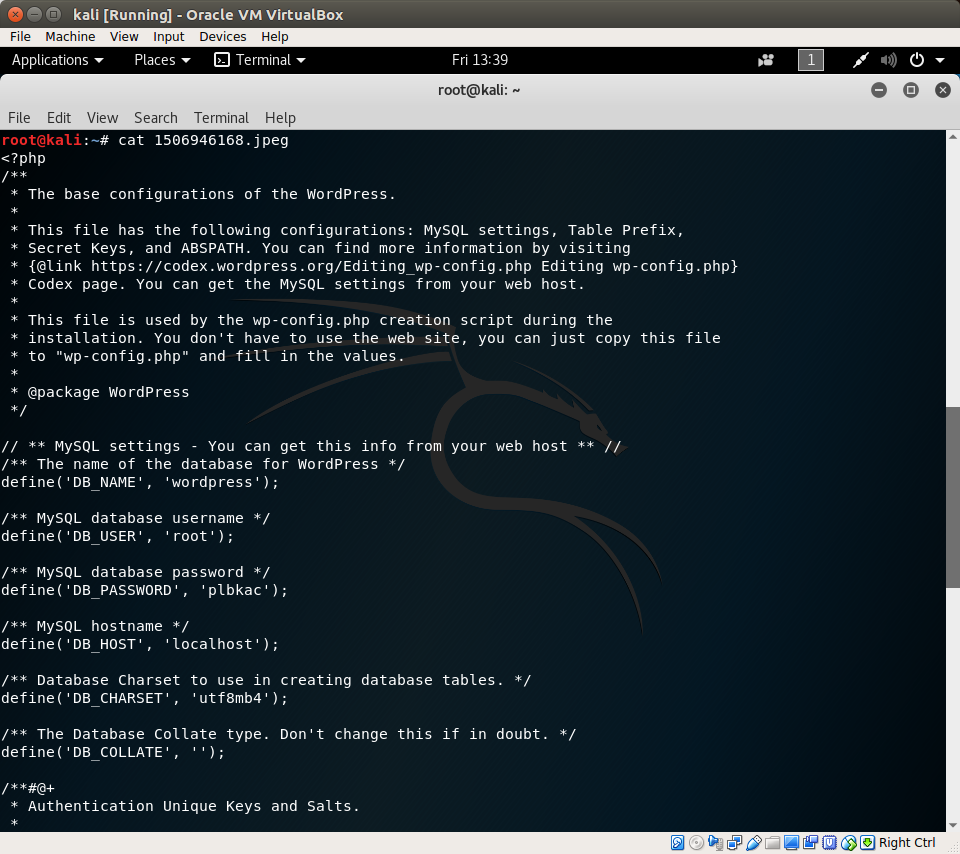 kali [Running] - Oracle VM VirtualBox
File Machine View Input Devices Help
Applications Places Terminal Fri 13:39 1
root@kali: ~
File Edit View Search Terminal Help
root@kali:~# cat 1506946168.jpeg
<?php
/**
 * The base configurations of the WordPress.
 *
 * This file has the following configurations: MySQL settings, Table Prefix,
 * Secret Keys, and ABSPATH. You can find more information by visiting
 * {@link https://codex.wordpress.org/Editing_wp-config.php Editing wp-config.php}
 * Codex page. You can get the MySQL settings from your web host.
 *
 * This file is used by the wp-config.php creation script during the
 * installation. You don't have to use the web site, you can just copy this file
 * to "wp-config.php" and fill in the values.
 *
 * @package WordPress
 */

// ** MySQL settings - You can get this info from your web host ** //
/** The name of the database for WordPress */
define('DB_NAME', 'wordpress');

/** MySQL database username */
define('DB_USER', 'root');

/** MySQL database password */
define('DB_PASSWORD', 'plbkac');

/** MySQL hostname */
define('DB_HOST', 'localhost');

/** Database Charset to use in creating database tables. */
define('DB_CHARSET', 'utf8mb4');

/** The Database Collate type. Don't change this if in doubt. */
define('DB_COLLATE', '');

/**#@+
 * Authentication Unique Keys and Salts.
 *
Right Ctrl